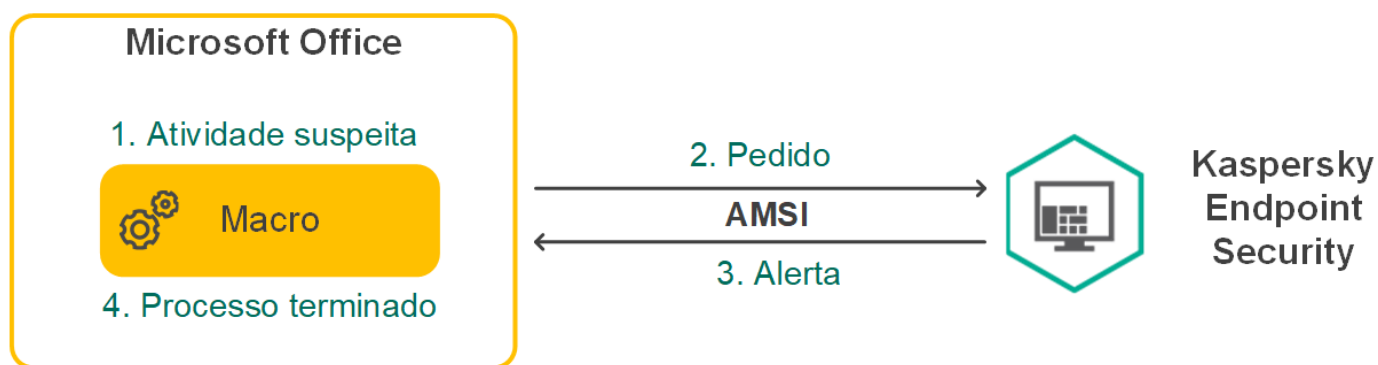 Microsoft Office
1. Atividade suspeita
Macro
4. Processo terminado
2. Pedido
AMSI
3. Alerta
Kaspersky
Endpoint
Security